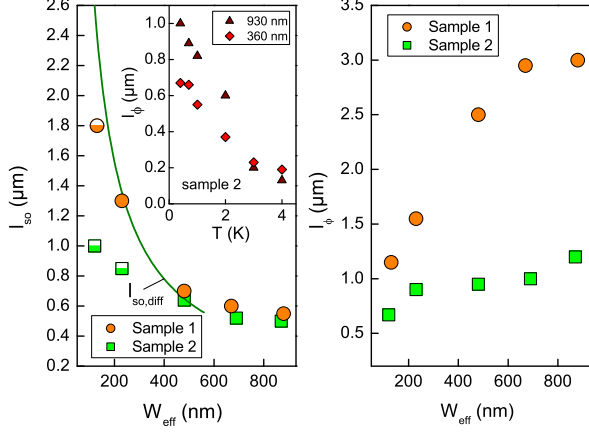 2.6
2.4
2.2
2.0
1.8
1.6
1.4
1.2
1.0
0.8
0.6
0.4
0.2
l_so (μm)
200 400 600 800
W_eff (nm)
l_so,diff
Sample 1
Sample 2
1.0
0.8
0.6
0.4
0.2
0.0
l_ϕ (μm)
0 2 4
T (K)
930 nm
360 nm
sample 2
3.5
3.0
2.5
2.0
1.5
1.0
0.5
l_ϕ (μm)
200 400 600 800
W_eff (nm)
Sample 1
Sample 2